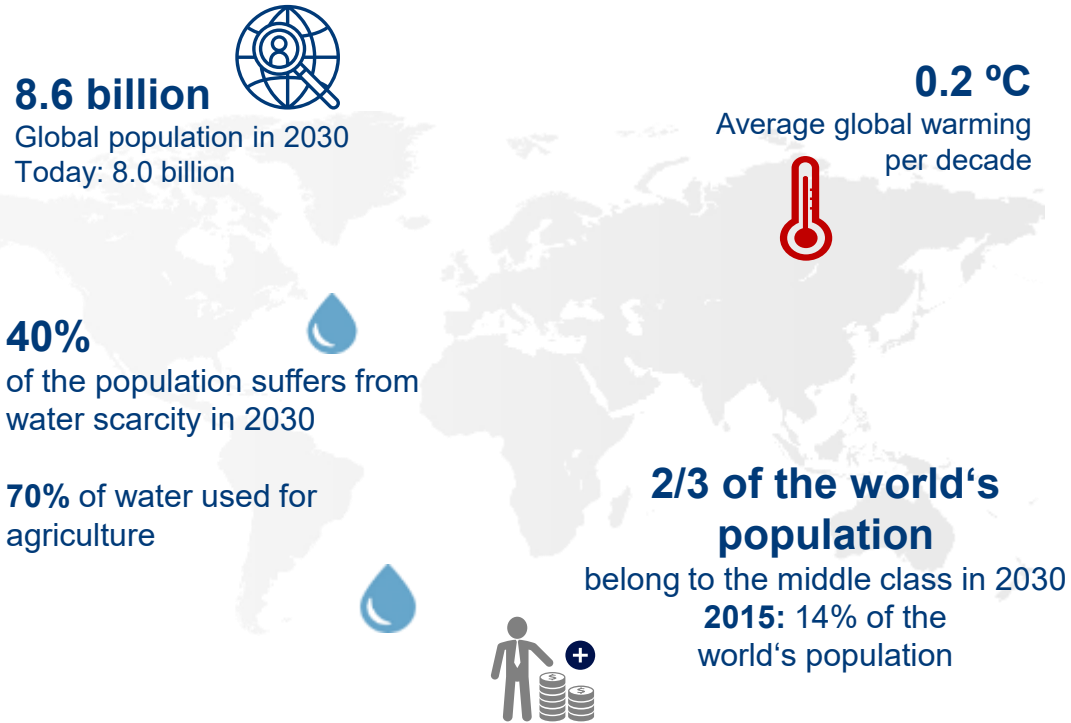 8.6 billion
Global population in 2030
Today: 8.0 billion
0.2 ºC
Average global warming
per decade
40%
of the population suffers from
water scarcity in 2030
70% of water used for
agriculture
2/3 of the world‘s
population
belong to the middle class in 2030
2015: 14% of the
world‘s population